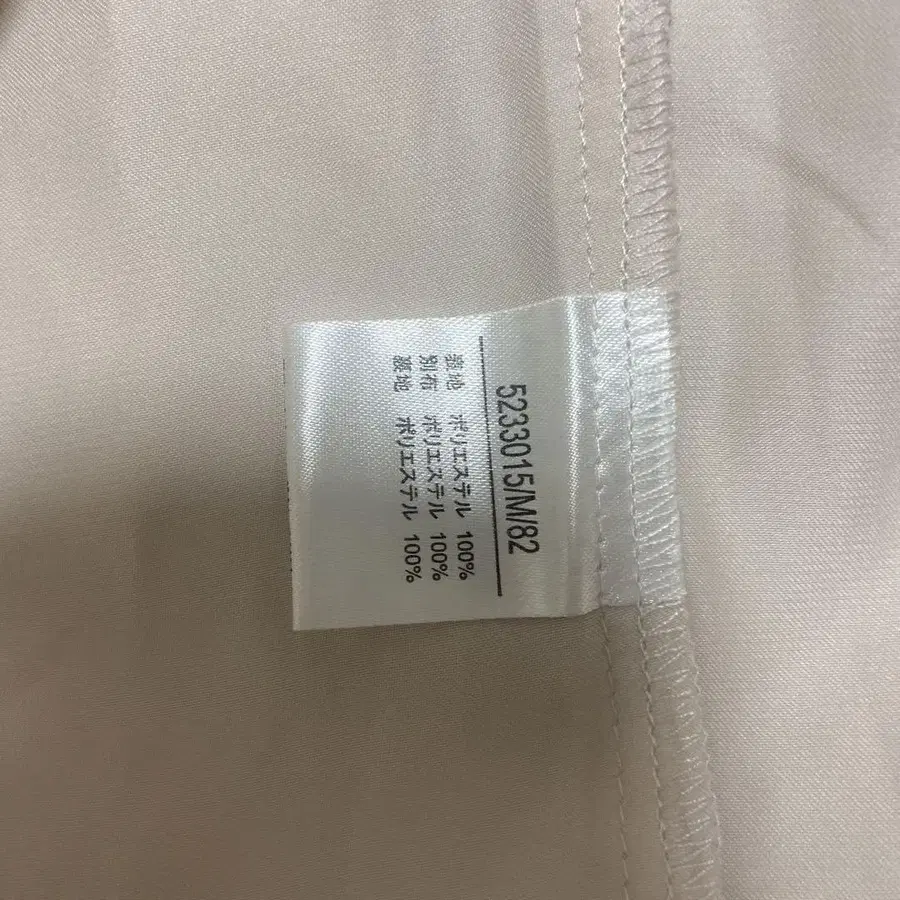 5233015/M/82
表地 ポリエステル 100%
別布 ポリエステル 100%
裏地 ポリエステル 100%